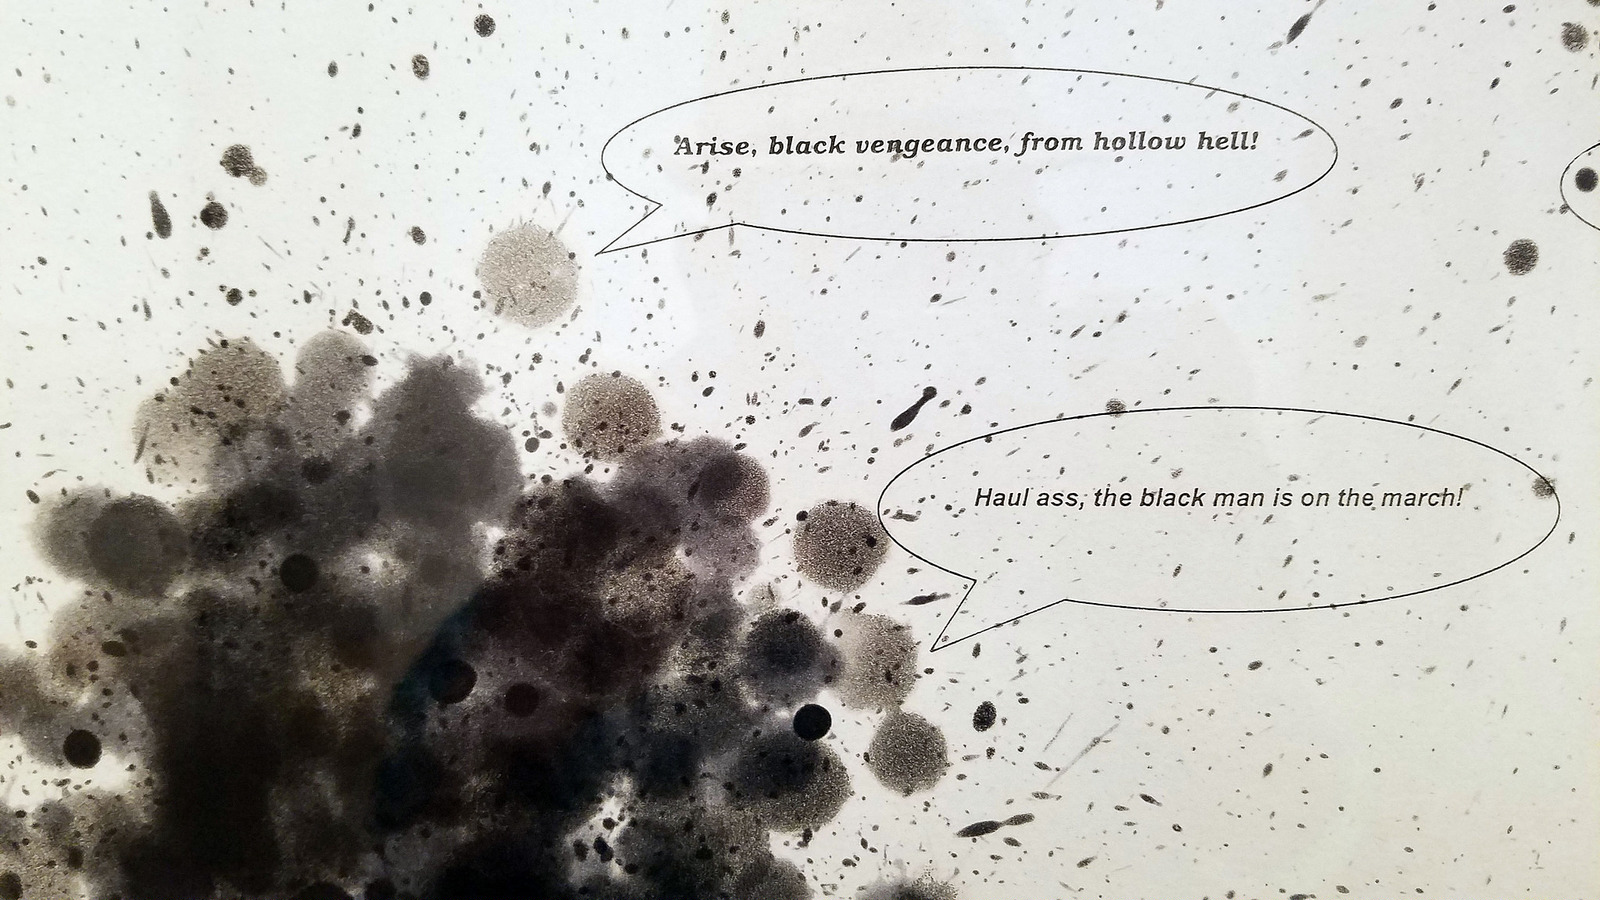 Arise, black vengeance, from hollow hell!
Haul ass, the black man is on the march!